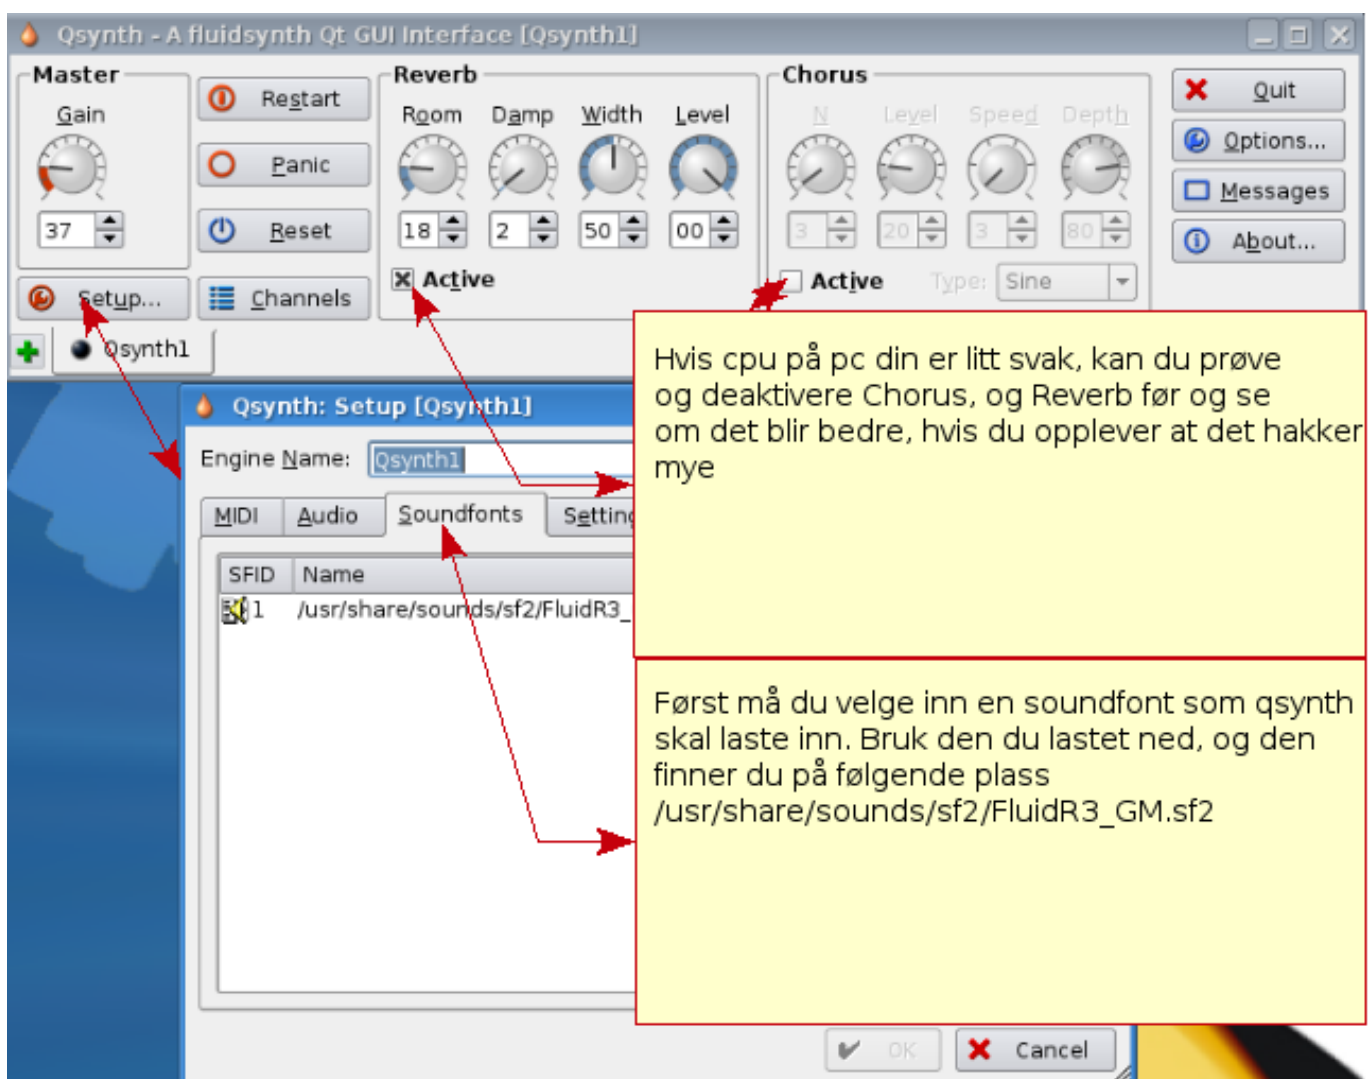 Qsynth - A fluidsynth Qt GUI Interface [Qsynth1]
Master
Gain
37
Setup...
Restart
Panic
Reset
Channels
Reverb
Room Damp Width Level
18 2 50 00
Active
Chorus
N Level Speed Depth
3 20 3 80
Active Type: Sine
Quit
Options...
Messages
About...
Qsynth1
Hvis cpu på pc din er litt svak, kan du prøve
og deaktivere Chorus, og Reverb før og se
om det blir bedre, hvis du opplever at det hakker
mye
Qsynth: Setup [Qsynth1]
Engine Name: Qsynth1
MIDI Audio Soundfonts Setting
SFID Name
1 /usr/share/sounds/sf2/FluidR3_
Først må du velge inn en soundfont som qsynth
skal laste inn. Bruk den du lastet ned, og den
finner du på følgende plass
/usr/share/sounds/sf2/FluidR3_GM.sf2
OK Cancel